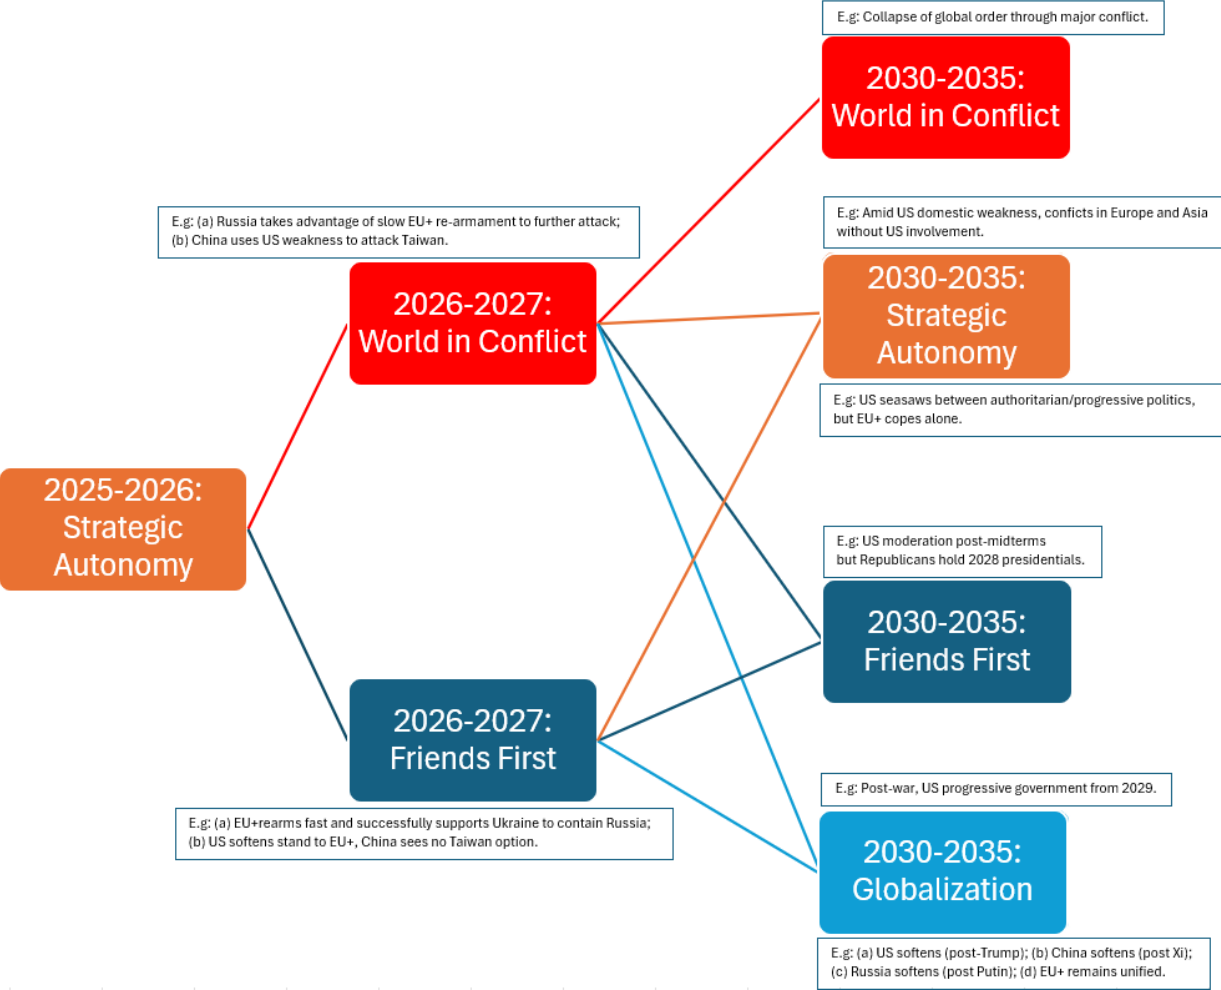 E.g: Collapse of global order through major conflict.
2030-2035:
World in Conflict
E.g: (a) Russia takes advantage of slow EU+ re-armament to further attack;
(b) China uses US weakness to attack Taiwan.
2026-2027:
World in Conflict
E.g: Amid US domestic weakness, conficts in Europe and Asia
without US involvement.
2030-2035:
Strategic
Autonomy
E.g: US seasaws between authoritarian/progressive politics,
but EU+ copes alone.
2025-2026:
Strategic
Autonomy
E.g: US moderation post-midterms
but Republicans hold 2028 presidentials.
2030-2035:
Friends First
2026-2027:
Friends First
E.g: (a) EU+rearms fast and successfully supports Ukraine to contain Russia;
(b) US softens stand to EU+, China sees no Taiwan option.
E.g: Post-war, US progressive government from 2029.
2030-2035:
Globalization
E.g: (a) US softens (post-Trump); (b) China softens (post Xi);
(c) Russia softens (post Putin); (d) EU+ remains unified.